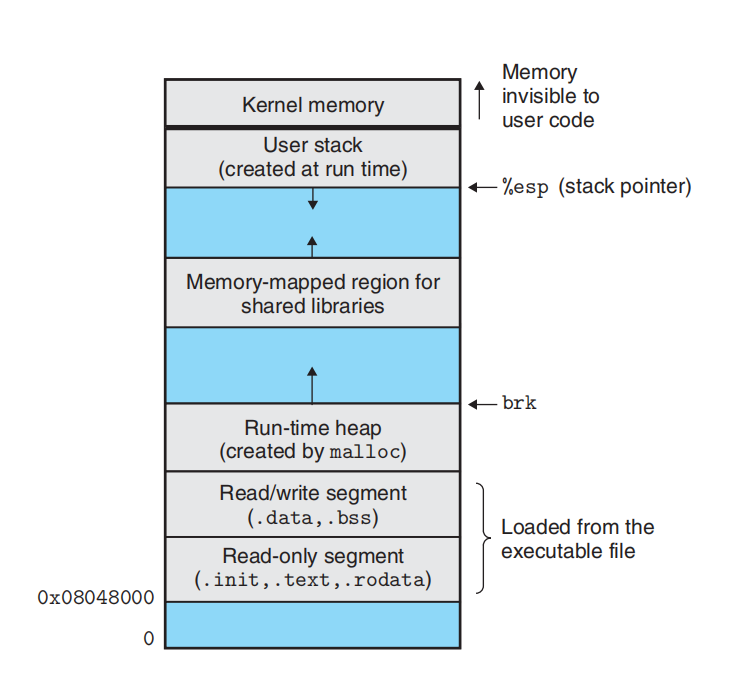 Memory
invisible to
user code
Kernel memory
User stack
(created at run time)
%esp (stack pointer)
Memory-mapped region for
shared libraries
brk
Run-time heap
(created by malloc)
Read/write segment
(.data,.bss)
Loaded from the
executable file
Read-only segment
(.init,.text,.rodata)
0x08048000
0